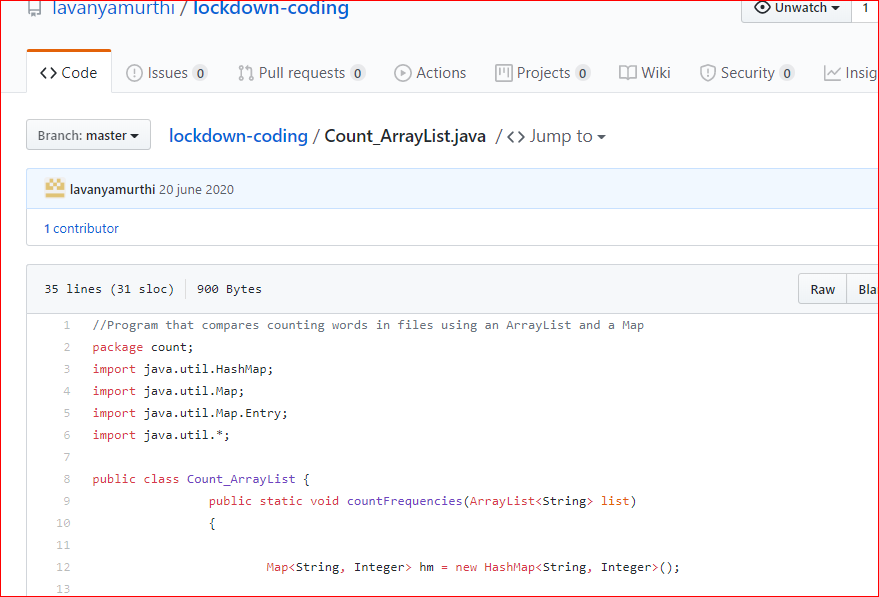 lavanyamurthi / lockdown-coding
Unwatch 1
Code Issues 0 Pull requests 0 Actions Projects 0 Wiki Security 0 Insig
Branch: master lockdown-coding / Count_ArrayList.java / <> Jump to
lavanyamurthi 20 june 2020
1 contributor
35 lines (31 sloc) 900 Bytes
Raw Bla
1 //Program that compares counting words in files using an ArrayList and a Map
2 package count;
3 import java.util.HashMap;
4 import java.util.Map;
5 import java.util.Map.Entry;
6 import java.util.*;
7
8 public class Count_ArrayList {
9 public static void countFrequencies(ArrayList<String> list)
10 {
11
12 Map<String, Integer> hm = new HashMap<String, Integer>();
13